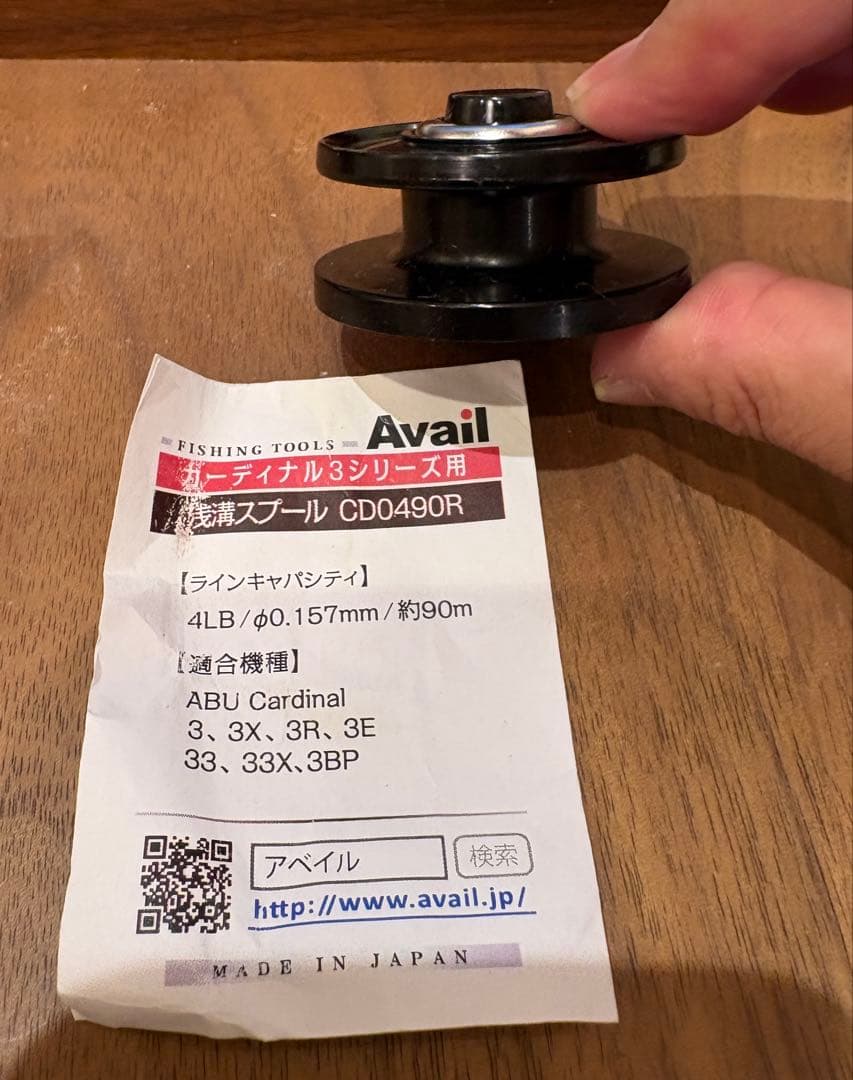 FISHING TOOLS Avail
カーディナル3シリーズ用
浅溝スプール CD0490R
【ラインキャパシティ】
4LB/φ0.157mm/約90m
【適合機種】
ABU Cardinal
3、3X、3R、3E
33、33X、3BP
アベイル 検索
http://www.avail.jp/
MADE IN JAPAN